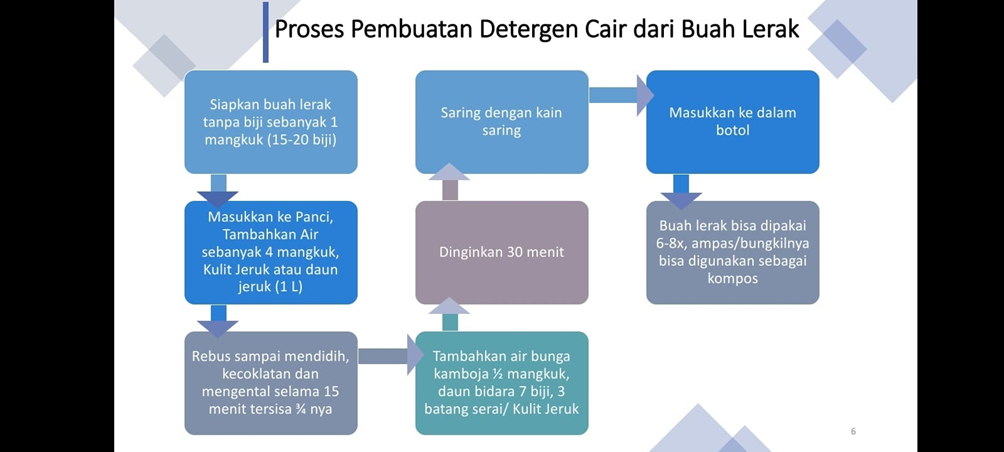 Proses Pembuatan Detergen Cair dari Buah Lerak
Siapkan buah lerak
tanpa biji sebanyak 1
mangkuk (15-20 biji)
Masukkan ke Panci,
Tambahkan Air
sebanyak 4 mangkuk,
Kulit Jeruk atau daun
jeruk (1 L)
Rebus sampai mendidih,
kecoklatan dan
mengental selama 15
menit tersisa ¾ nya
Tambahkan air bunga
kamboja ½ mangkuk,
daun bidara 7 biji, 3
batang serai/ Kulit Jeruk
Dinginkan 30 menit
Saring dengan kain
saring
Masukkan ke dalam
botol
Buah lerak bisa dipakai
6-8x, ampas/bungkilnya
bisa digunakan sebagai
kompos
6